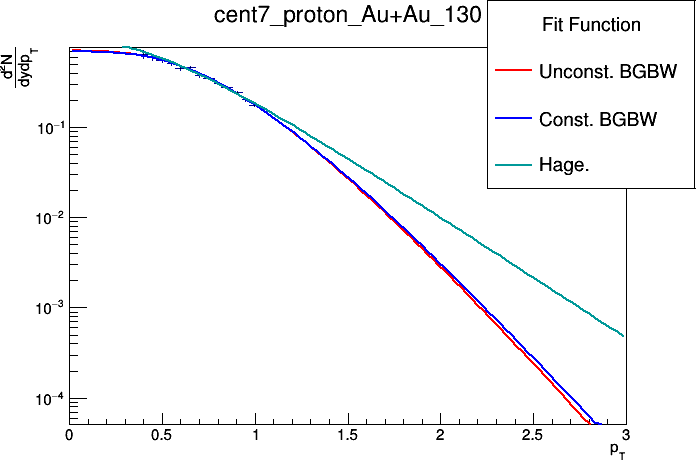 cent7_proton_Au+Au_130
Fit Function
Unconst. BGBW
Const. BGBW
Hage.
d²N
dydp_T
10⁻¹
10⁻²
10⁻³
10⁻⁴
0 0.5 1 1.5 2 2.5 3
p_T